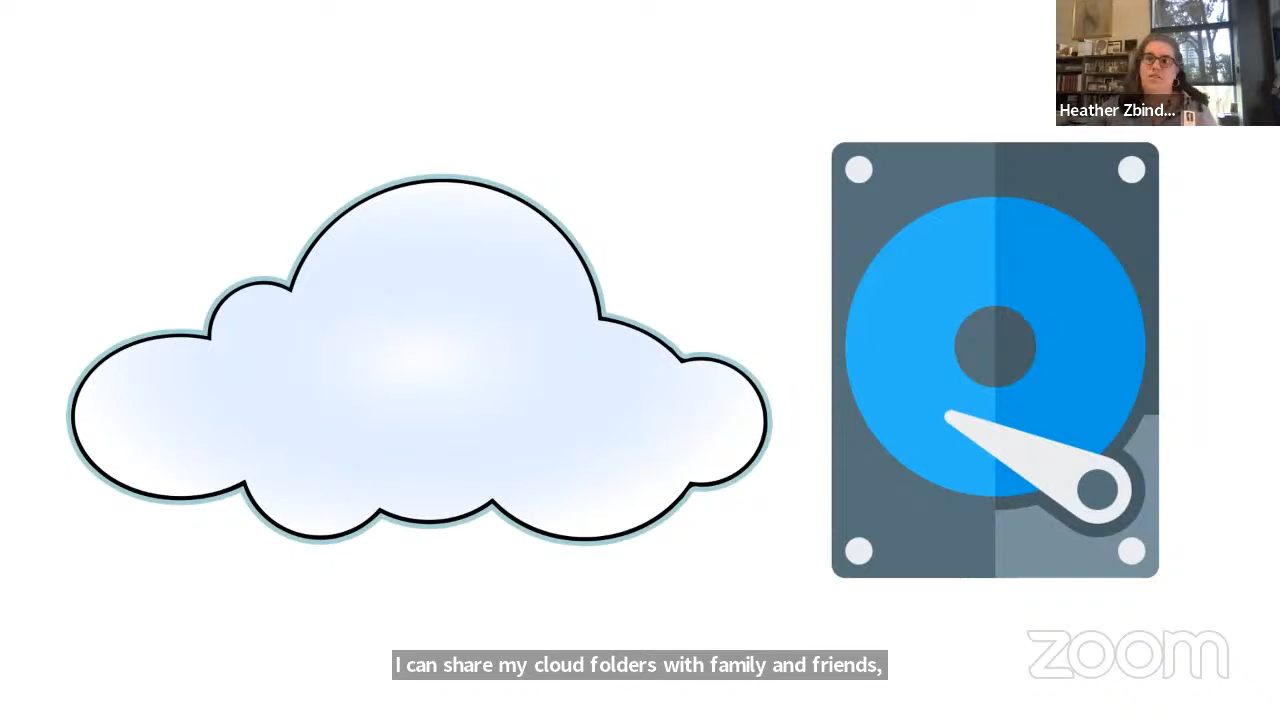 Heather Zbind...
I can share my cloud folders with family and friends,
zoom